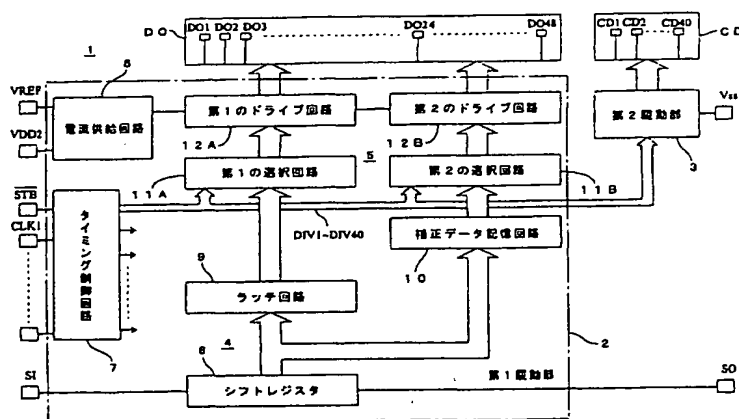 DO
DO1 DO2 DO3 DO24 DO48
CD1 CD2 CD40
CD
1
8
VREF
VDD2
電流供給回路
第1のドライブ回路
第2のドライブ回路
第2駆動部
Vss
12A
5
12B
3
第1の選択回路
第2の選択回路
11A
11B
STB
CLK1
DIV1~DIV40
タイミング制御回路
補正データ記憶回路
10
9
ラッチ回路
7
4
2
6
SI
シフトレジスタ
第1駆動部
SO